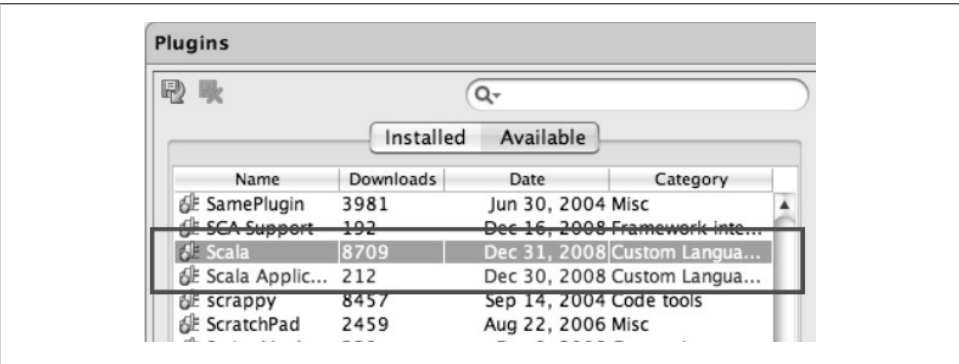 Plugins
Installed Available
Name Downloads Date Category
SamePlugin 3981 Jun 30, 2004 Misc
SCA Support 192 Dec 16, 2008 Framework inte...
Scala 8709 Dec 31, 2008 Custom Langua...
Scala Applic... 212 Dec 30, 2008 Custom Langua...
scrappy 8457 Sep 14, 2004 Code tools
ScratchPad 2459 Aug 22, 2006 Misc